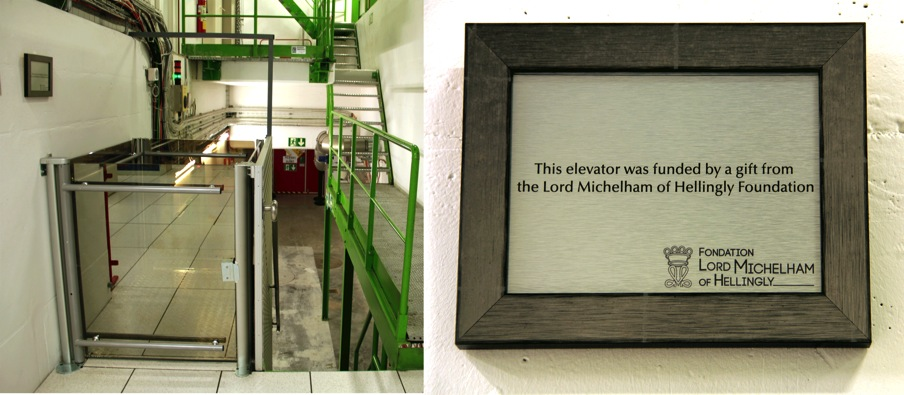 This elevator was funded by a gift from
the Lord Michelham of Hellingly Foundation
FONDATION
LORD MICHELHAM
OF HELLINGLY